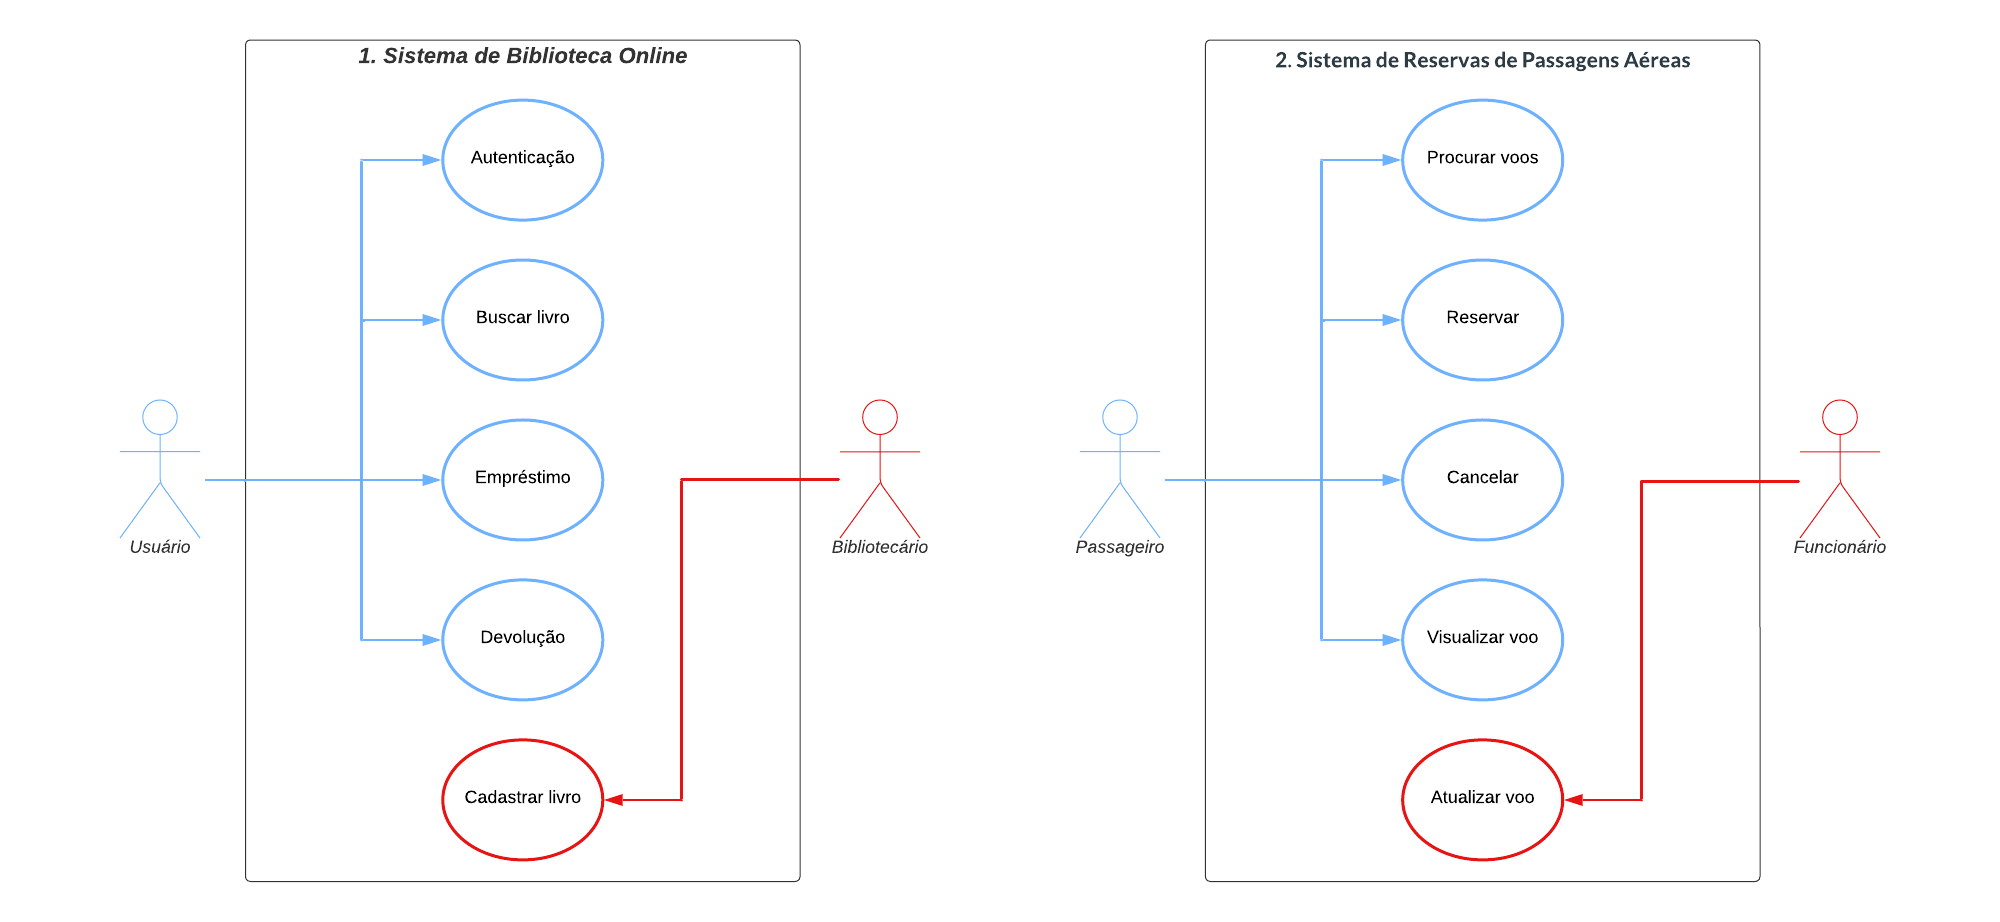 1. Sistema de Biblioteca Online
Autenticação
Buscar livro
Empréstimo
Devolução
Cadastrar livro
Usuário
Bibliotecário
2. Sistema de Reservas de Passagens Aéreas
Procurar voos
Reservar
Cancelar
Visualizar voo
Atualizar voo
Passageiro
Funcionário